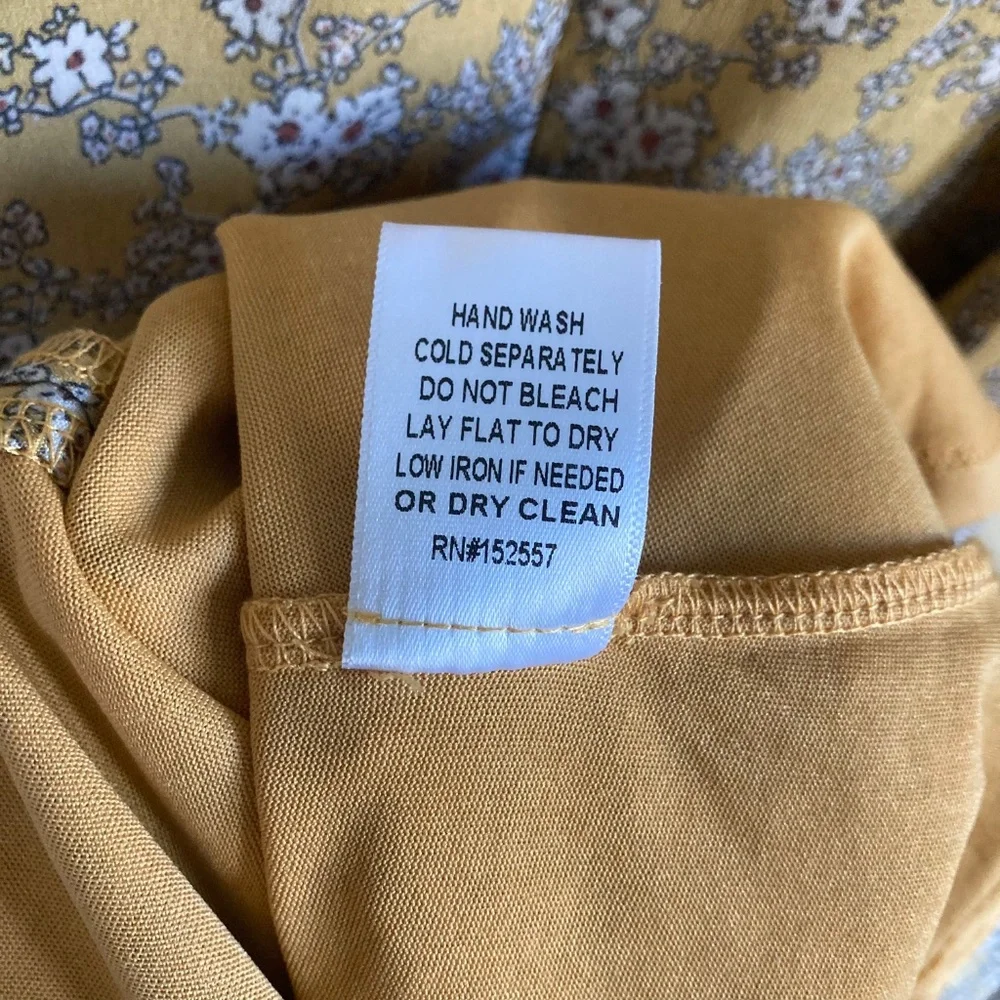 HAND WASH
COLD SEPARATELY
DO NOT BLEACH
LAY FLAT TO DRY
LOW IRON IF NEEDED
OR DRY CLEAN
RN#152557